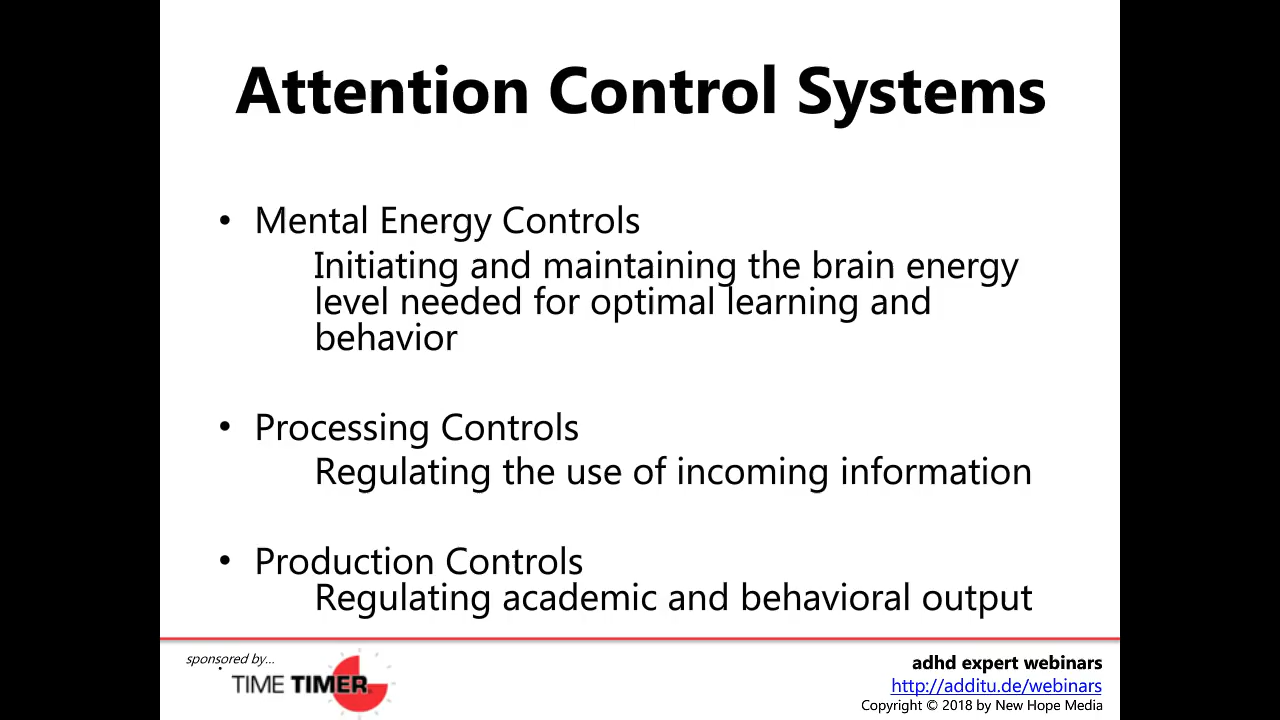 Attention Control Systems
• Mental Energy Controls
Initiating and maintaining the brain energy
level needed for optimal learning and
behavior
• Processing Controls
Regulating the use of incoming information
• Production Controls
Regulating academic and behavioral output
sponsored by...
TIME TIMER
adhd expert webinars
http://additu.de/webinars
Copyright © 2018 by New Hope Media